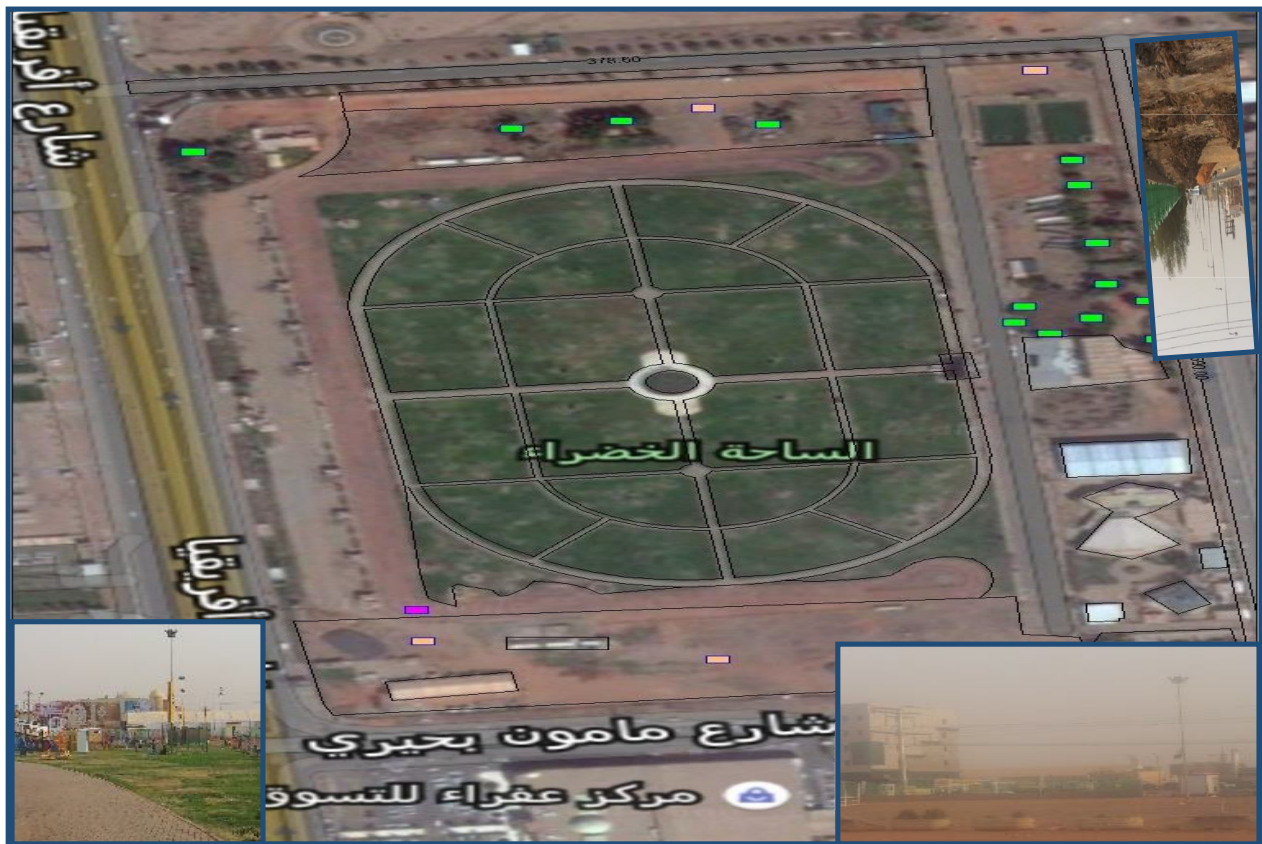 شارع أفريقيا
378.60
الساحة الخضراء
أفريقيا
شارع مامون بحيري
مركز عفراء للتسوق